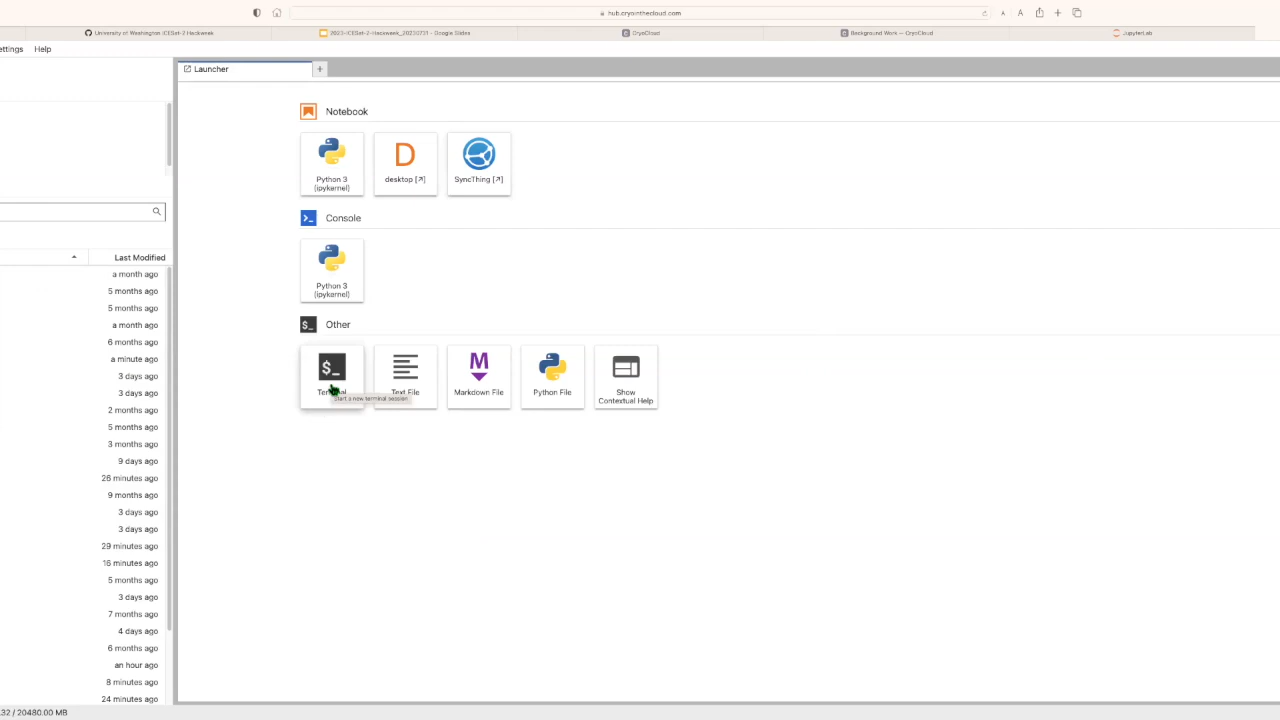 hub.cryointhecloud.com
A
A
University of Washington ICESat-2 Hackweek
2023-ICESat-2-Hackweek_20230731 - Google Slides
CryoCloud
Background Work — CryoCloud
JupyterLab
ettings
Help
Launcher
+
Notebook
Python 3
(ipykernel)
D
desktop [↗]
SyncThing [↗]
>_
Console
Python 3
(ipykernel)
$_
Other
$_
Text File
M
Markdown File
Python File
Show
Contextual Help
Start a new terminal session
Last Modified
a month ago
5 months ago
5 months ago
a month ago
6 months ago
a minute ago
3 days ago
3 days ago
2 months ago
5 months ago
3 months ago
9 days ago
26 minutes ago
9 months ago
3 days ago
3 days ago
29 minutes ago
16 minutes ago
5 months ago
3 days ago
7 months ago
4 days ago
6 months ago
an hour ago
8 minutes ago
24 minutes ago
.32 / 20480.00 MB